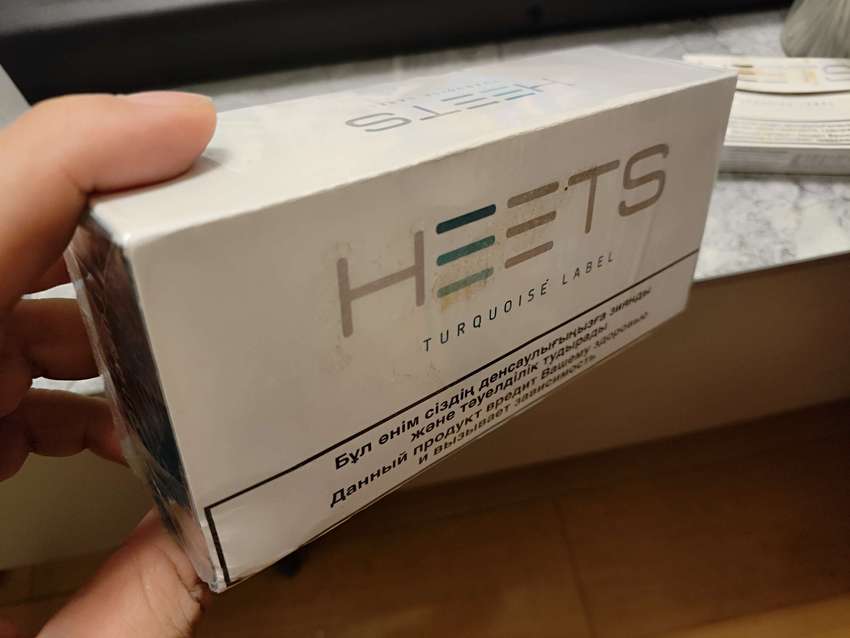 HEETS
HEETS
TURQUOISE LABEL
Бұл өнім сіздің денсаулығыңызға зиянды
және тәуелділік тудырады
Данный продукт вредит Вашему здоровью
и вызывает зависимость
HEETS